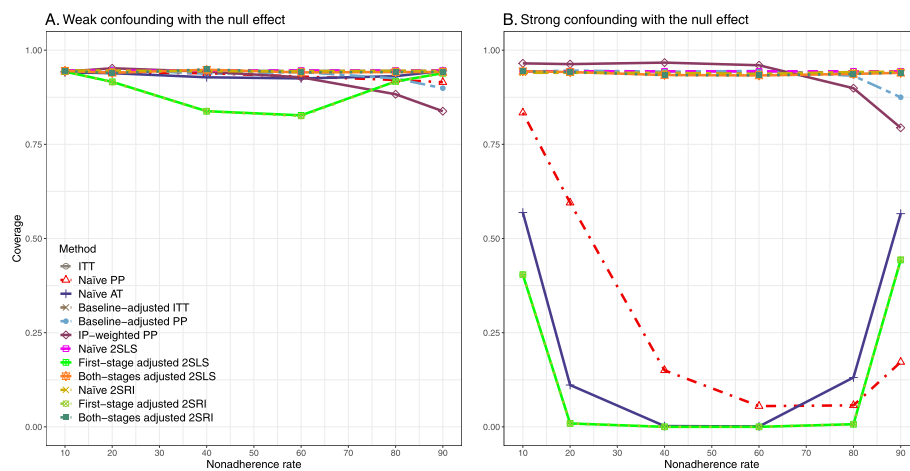 A. Weak confounding with the null effect
B. Strong confounding with the null effect
Coverage
1.00
0.75
0.50
0.25
0.00
Method
ITT
Naïve PP
Naïve AT
Baseline−adjusted ITT
Baseline−adjusted PP
IP−weighted PP
Naïve 2SLS
First−stage adjusted 2SLS
Both−stages adjusted 2SLS
Naïve 2SRI
First−stage adjusted 2SRI
Both−stages adjusted 2SRI
10 20 30 40 50 60 70 80 90
Nonadherence rate
1.00
0.75
0.50
0.25
0.00
10 20 30 40 50 60 70 80 90
Nonadherence rate